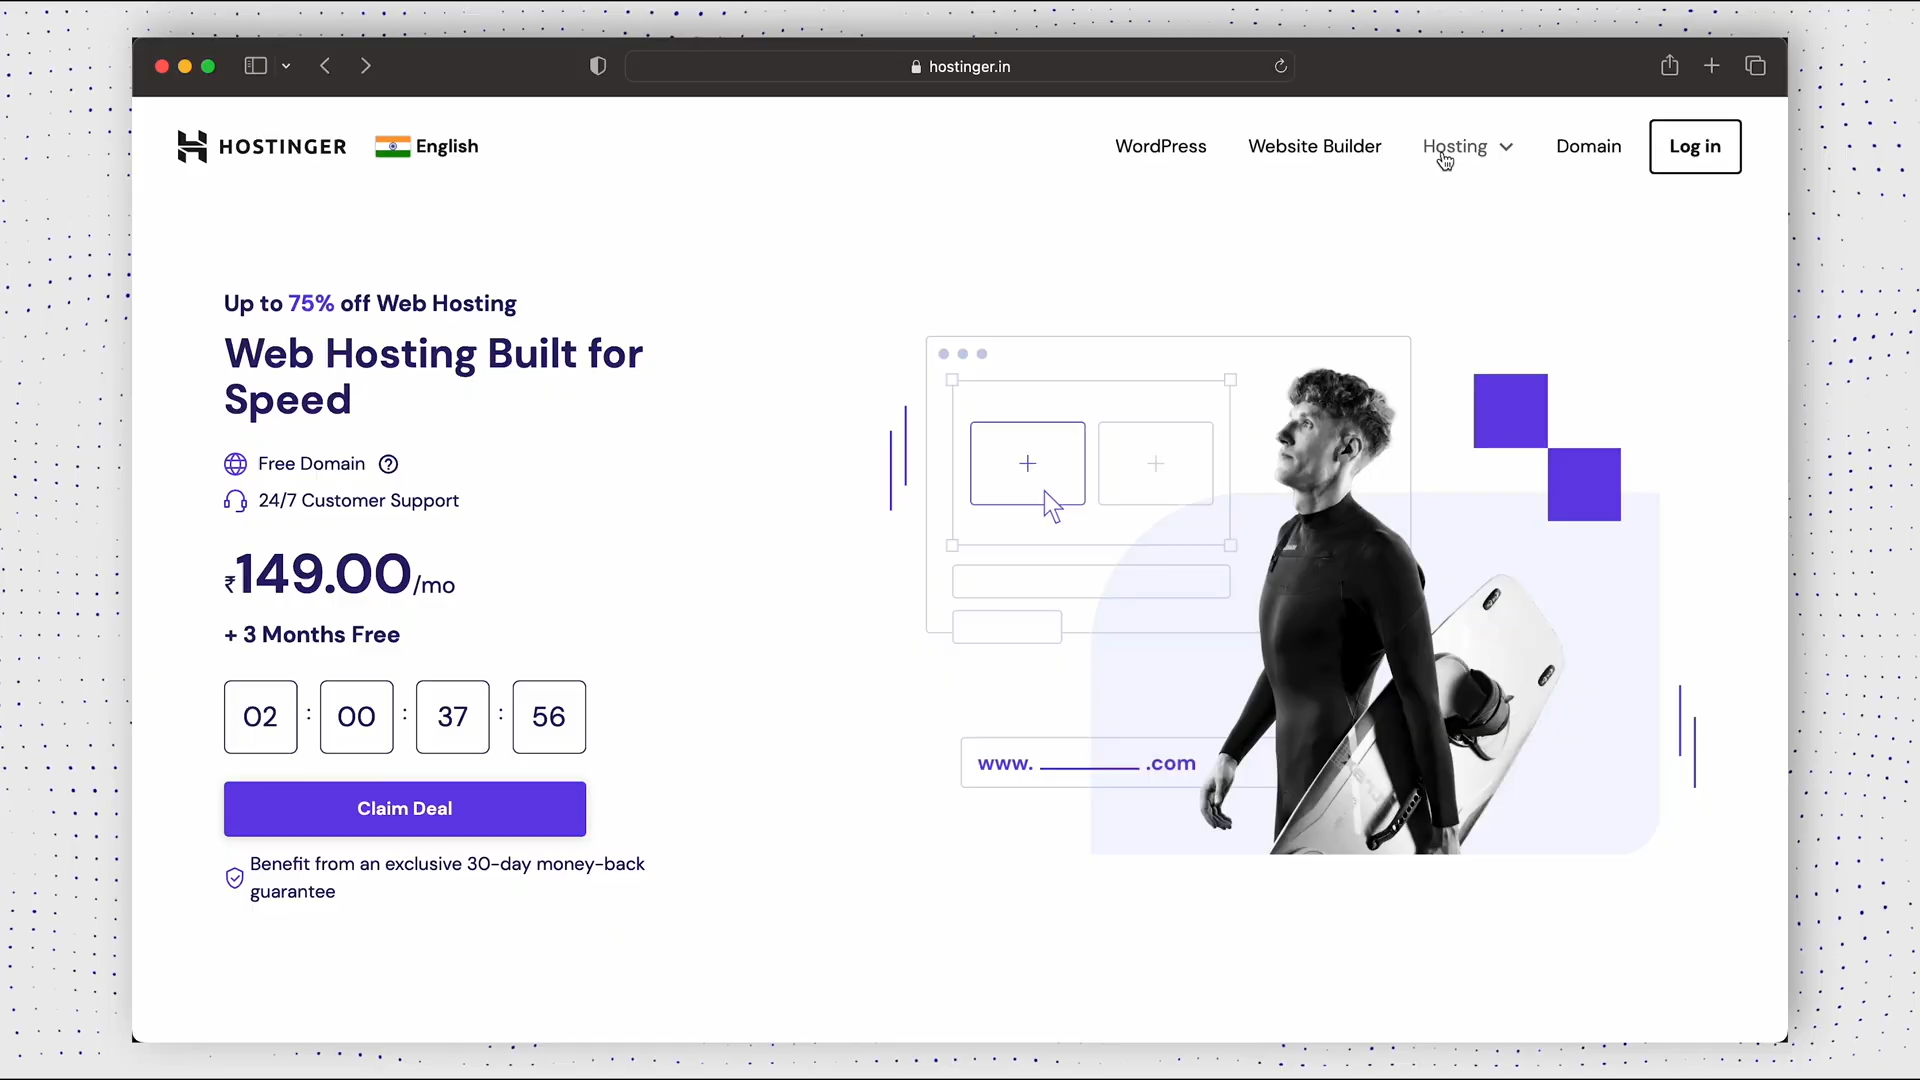 hostinger.in
HOSTINGER English WordPress Website Builder Hosting Domain Log in
Up to 75% off Web Hosting
Web Hosting Built for
Speed
Free Domain ?
24/7 Customer Support
₹149.00/mo
+ 3 Months Free
02 : 00 : 37 : 56
Claim Deal
Benefit from an exclusive 30-day money-back
guarantee
www. ________ .com